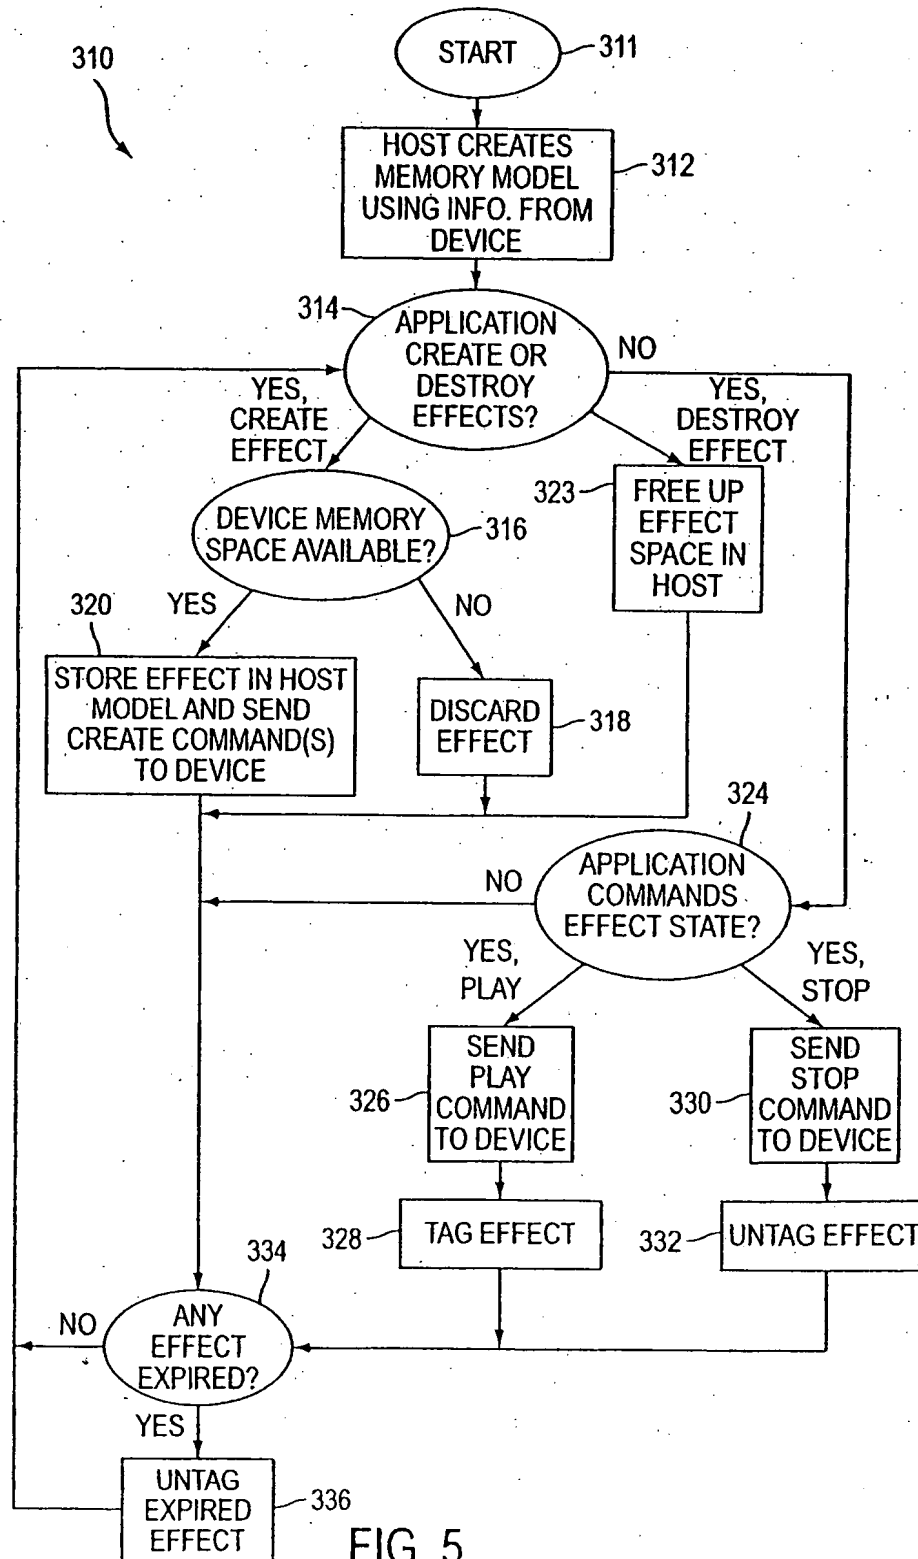 310
START
311
HOST CREATES
MEMORY MODEL
USING INFO. FROM
DEVICE
312
314
APPLICATION
CREATE OR
DESTROY
EFFECTS?
NO
YES,
CREATE
EFFECT
YES,
DESTROY
EFFECT
DEVICE MEMORY
SPACE AVAILABLE?
316
323
FREE UP
EFFECT
SPACE IN
HOST
YES
NO
320
STORE EFFECT IN HOST
MODEL AND SEND
CREATE COMMAND(S)
TO DEVICE
DISCARD
EFFECT
318
324
APPLICATION
COMMANDS
EFFECT STATE?
NO
YES,
PLAY
YES,
STOP
326
SEND
PLAY
COMMAND
TO DEVICE
330
SEND
STOP
COMMAND
TO DEVICE
328
TAG EFFECT
332
UNTAG EFFECT
334
ANY
EFFECT
EXPIRED?
NO
YES
UNTAG
EXPIRED
EFFECT
336
FIG. 5